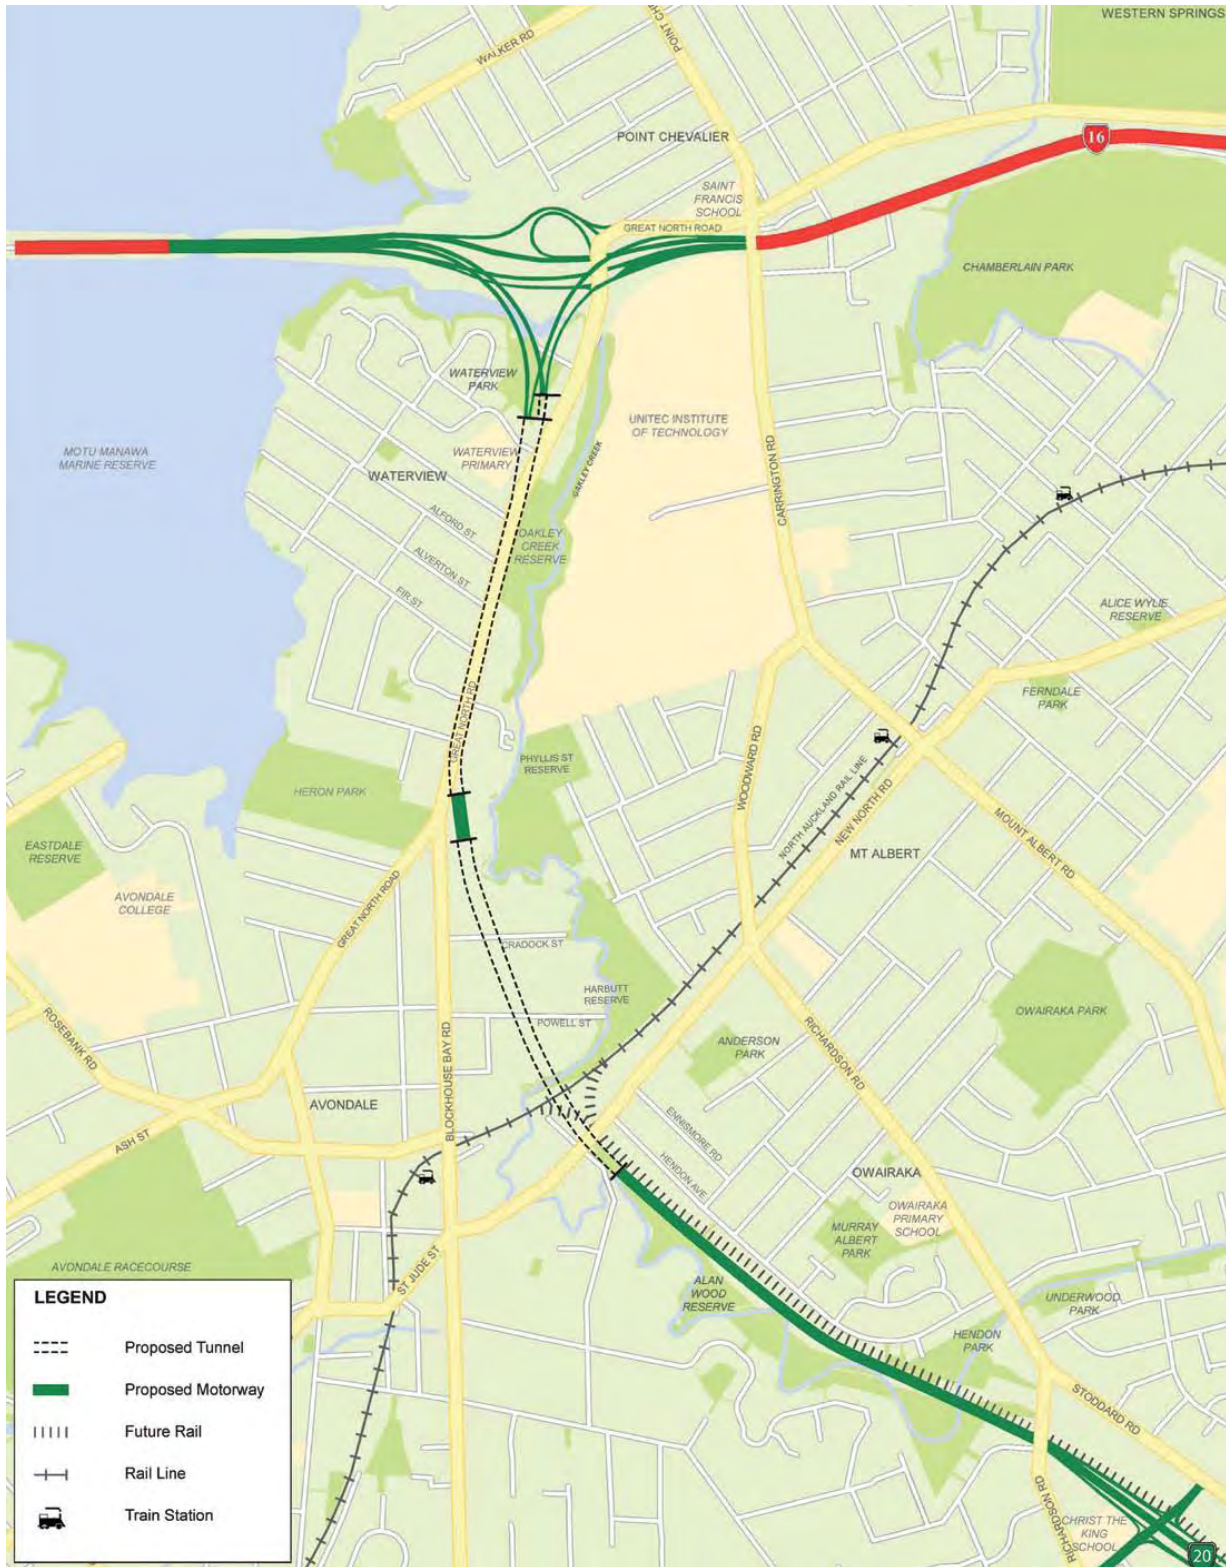 WESTERN SPRINGS
WALKER RD
POINT CHEVALIER
16
SAINT
FRANCIS
SCHOOL
GREAT NORTH ROAD
CHAMBERLAIN PARK
WATERVIEW
PARK
UNITEC INSTITUTE
OF TECHNOLOGY
MOTU MANAWA
MARINE RESERVE
WATERVIEW
PRIMARY
WATERVIEW
OAKLEY CREEK
CARRINGTON RD
ALFORD ST
OAKLEY
CREEK
RESERVE
ALVERTON ST
FIR ST
ALICE WYLIE
RESERVE
FERNDALE
PARK
GREAT NORTH RD
PHYLLIS ST
RESERVE
WOODWARD RD
HERON PARK
NORTH AUCKLAND RAIL LINE
NEW NORTH RD
MOUNT ALBERT RD
EASTDALE
RESERVE
MT ALBERT
AVONDALE
COLLEGE
GREAT NORTH ROAD
CRADOCK ST
HARBUTT
RESERVE
OWAIRAKA PARK
POWELL ST
ROSEBANK RD
ANDERSON
PARK
RICHARDSON RD
BLOCKHOUSE BAY RD
AVONDALE
ASH ST
ENNISMORE RD
HENDON AVE
OWAIRAKA
OWAIRAKA
PRIMARY
SCHOOL
MURRAY
ALBERT
PARK
AVONDALE RACECOURSE
ST JUDE ST
ALAN
WOOD
RESERVE
UNDERWOOD
PARK
HENDON
PARK
STODDARD RD
RICHARDSON RD
CHRIST THE
KING
SCHOOL
20
LEGEND
Proposed Tunnel
Proposed Motorway
Future Rail
Rail Line
Train Station